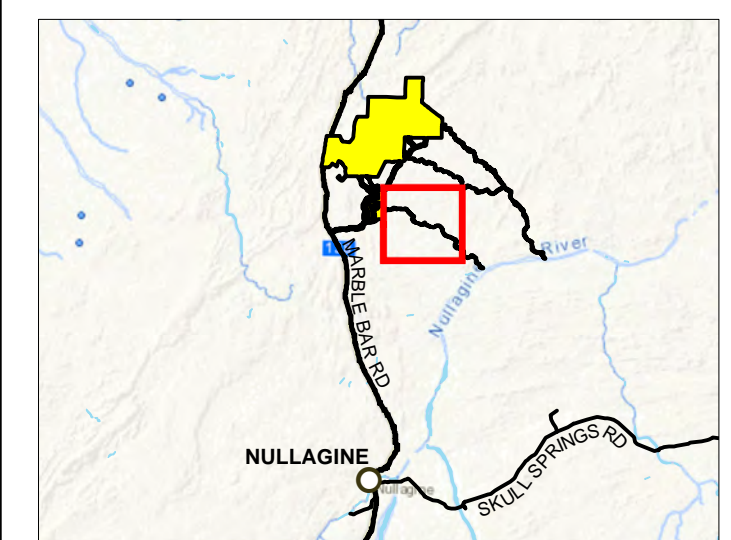 River
MARBLE BAR RD
Nullagine
NULLAGINE
Nullagine
SKULL SPRINGS RD